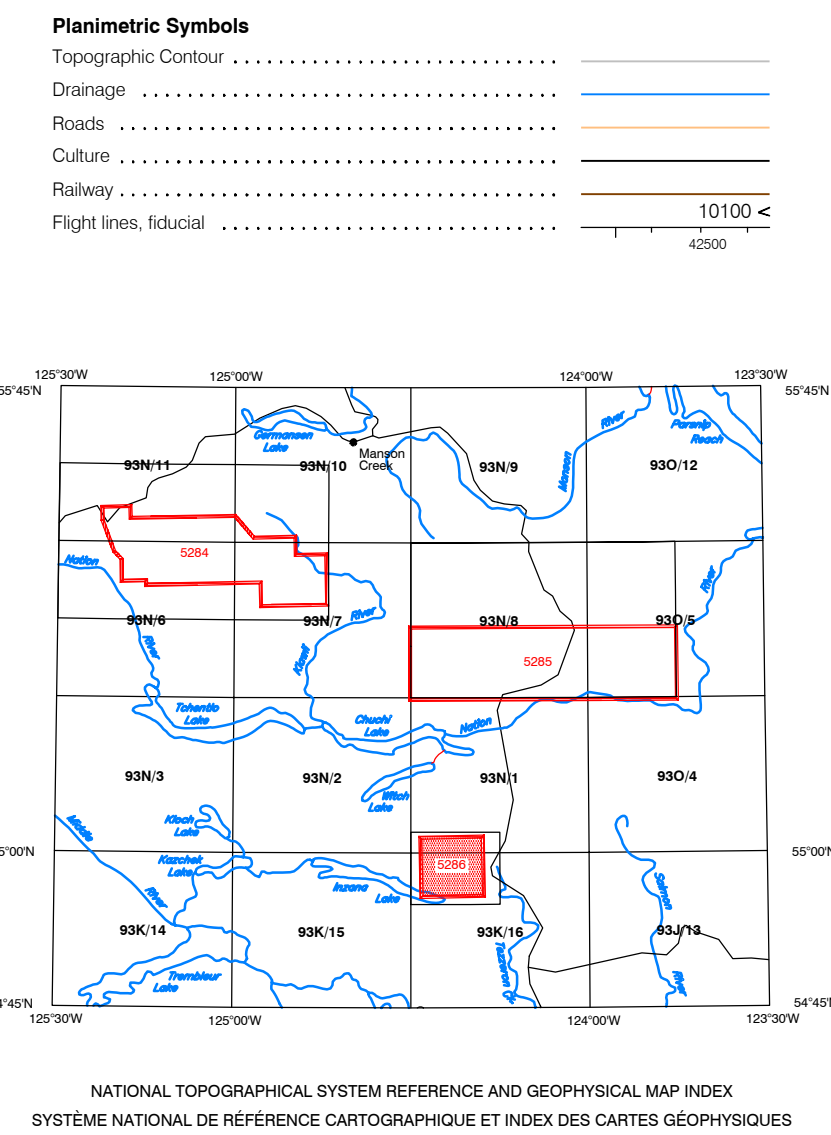 Planimetric Symbols
Topographic Contour
Drainage
Roads
Culture
Railway
10100 <
Flight lines, fiducial
42500
125°30'W 125°00'W 124°00'W 123°30'W
55°45'N 55°45'N
Germansen
Lake
Manson
Creek
River
Manson
Parsnip
Reach
93N/11 93N/10 93N/9 93O/12
5284
Nation
River
River
Klawli
River
93N/6 93N/7 93N/8 93O/5
5285
Tchentlo
Lake
Chuchi
Lake
Nation
93N/3 93N/2 93N/1 93O/4
Witch
Lake
Kloch
Lake
Middle
River
5°00'N 55°00'N
Kazchek
Lake
Inzana
Lake
5286
Salmon
River
93K/14 93K/15 93K/16 93J/13
Trembleur
Lake
Tezzeron Ck
4°45'N 54°45'N
125°30'W 125°00'W 124°00'W 123°30'W
NATIONAL TOPOGRAPHICAL SYSTEM REFERENCE AND GEOPHYSICAL MAP INDEX
SYSTÈME NATIONAL DE RÉFÉRENCE CARTOGRAPHIQUE ET INDEX DES CARTES GÉOPHYSIQUES